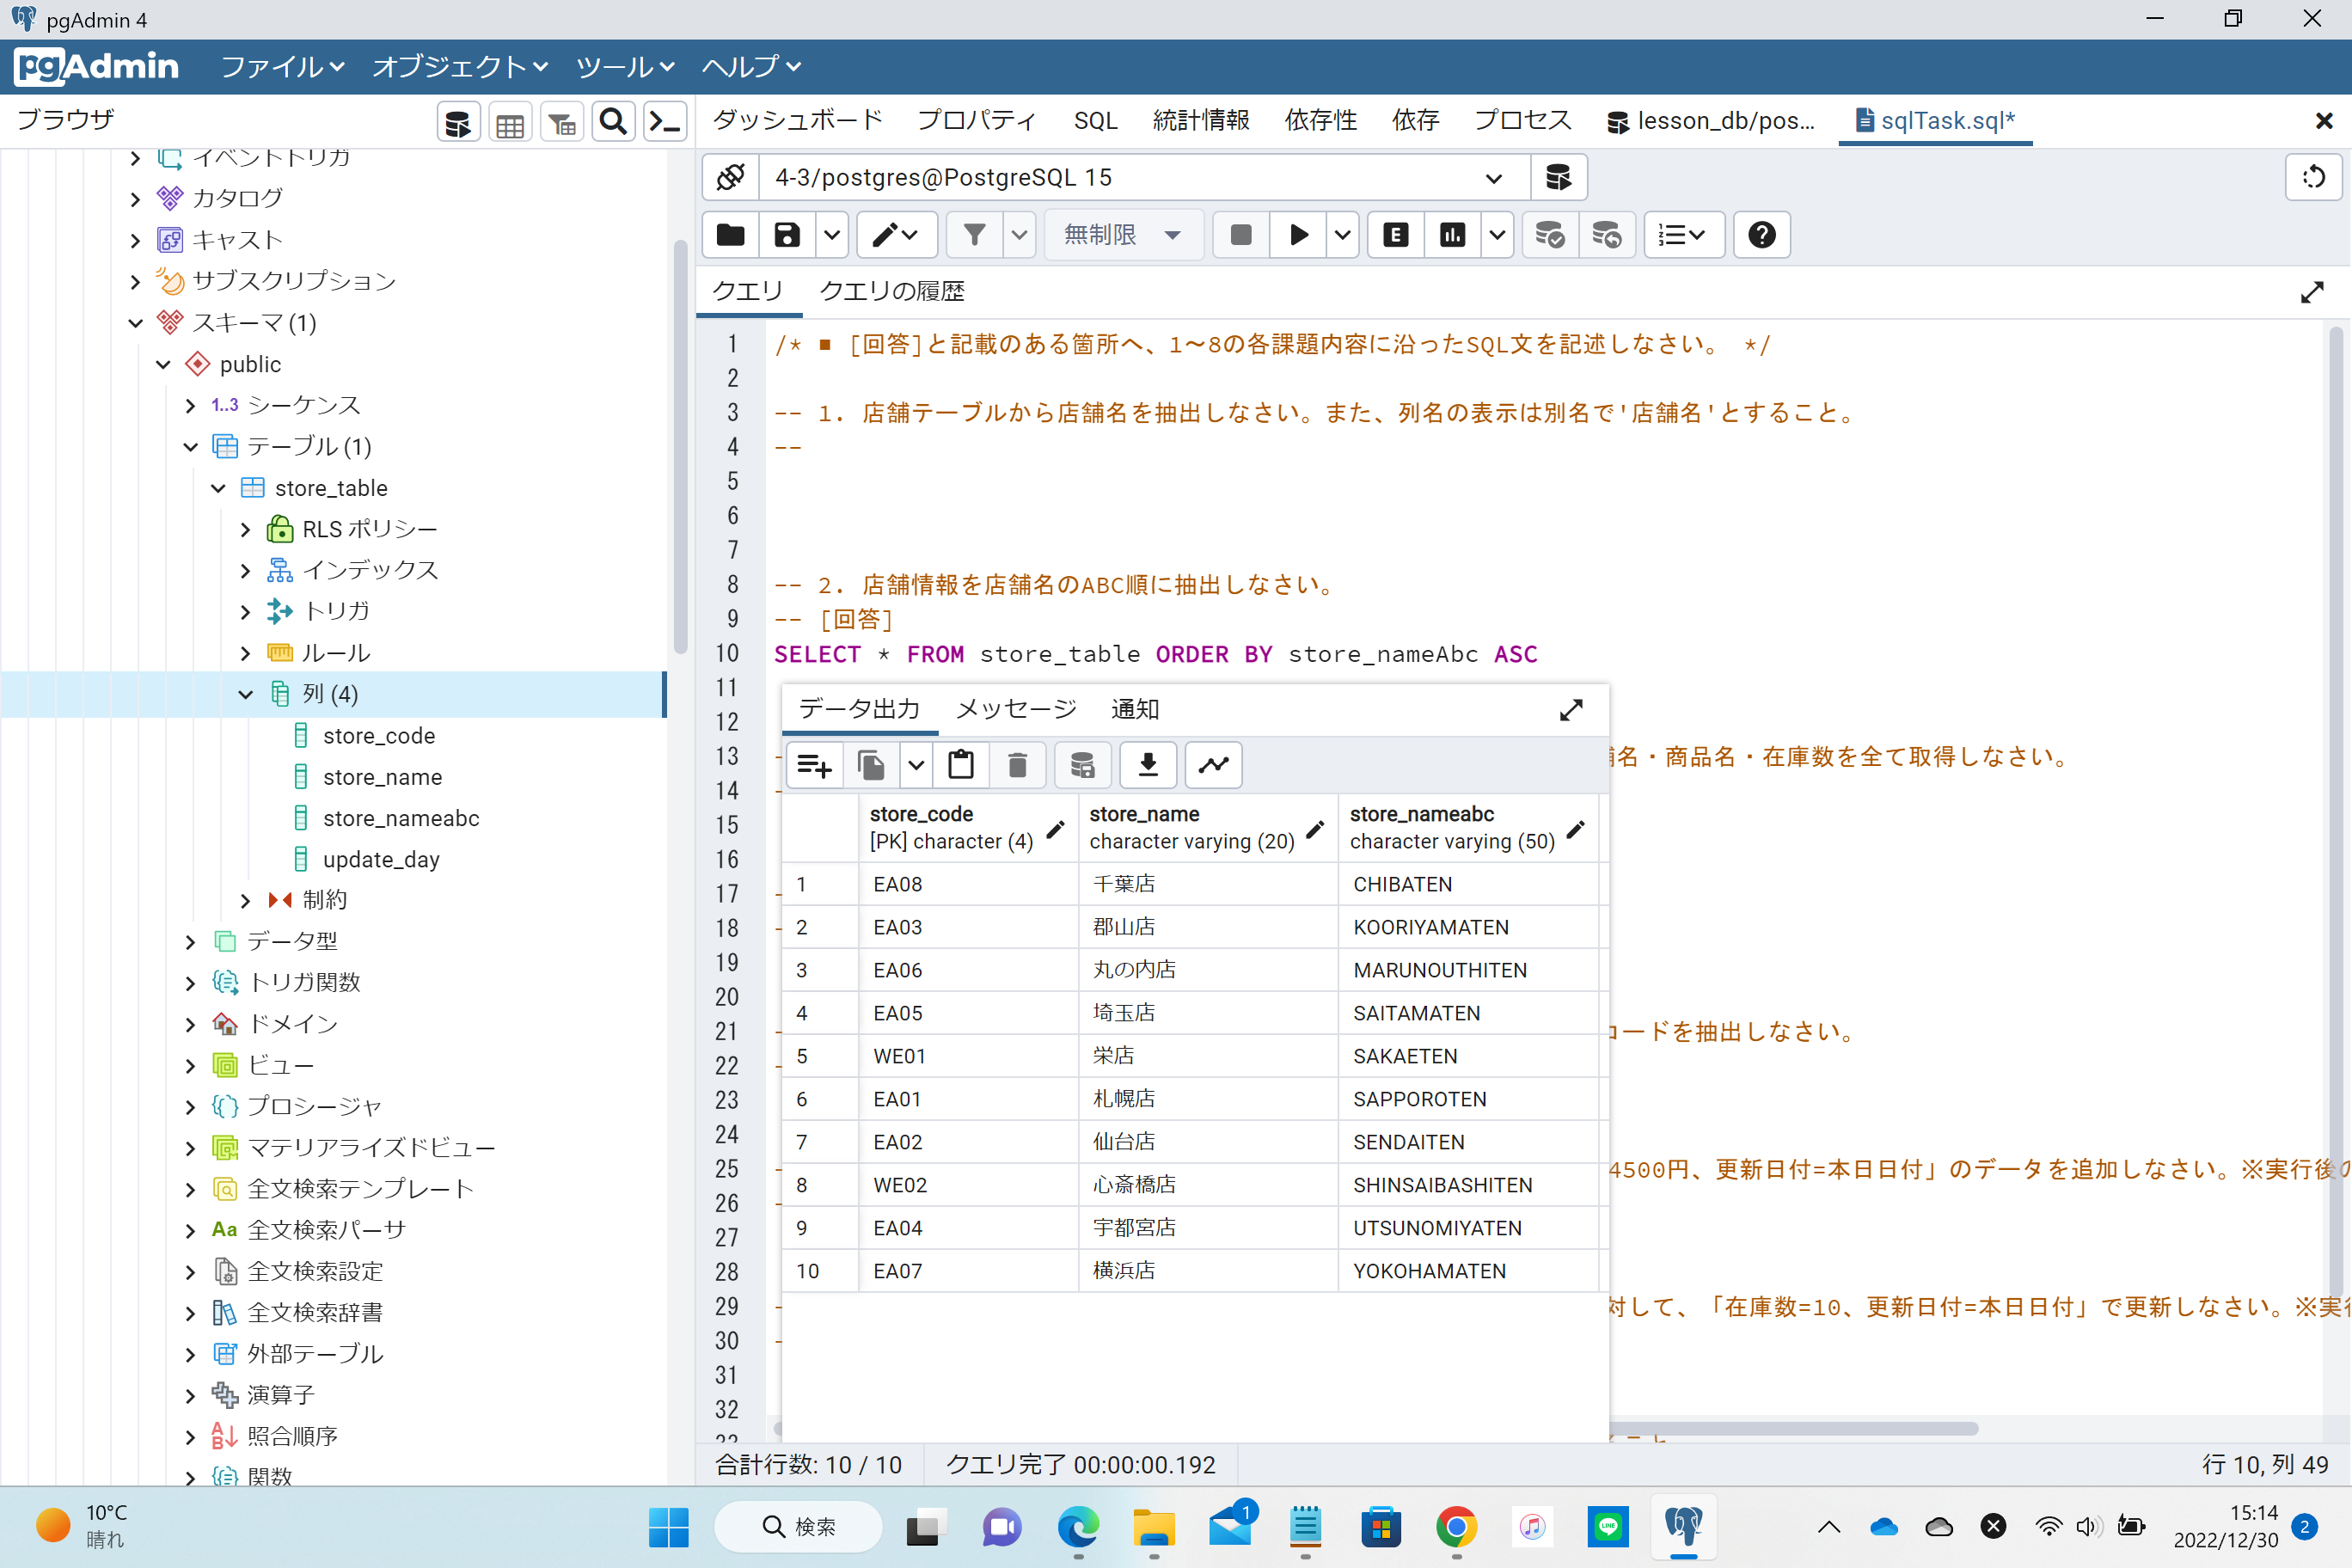 pgAdmin 4
pgAdmin ファイル オブジェクト ツール ヘルプ
ブラウザ
ダッシュボード プロパティ SQL 統計情報 依存性 依存 プロセス lesson_db/pos... sqlTask.sql*
4-3/postgres@PostgreSQL 15
無制限
E
クエリ クエリの履歴
イベントトリガ
カタログ
キャスト
サブスクリプション
スキーマ (1)
public
1..3 シーケンス
テーブル (1)
store_table
RLS ポリシー
インデックス
トリガ
ルール
列 (4)
store_code
store_name
store_nameabc
update_day
制約
データ型
トリガ関数
ドメイン
ビュー
プロシージャ
マテリアライズドビュー
全文検索テンプレート
Aa 全文検索パーサ
全文検索設定
全文検索辞書
外部テーブル
演算子
照合順序
関数
1 /* ■ [回答]と記載のある箇所へ、1～8の各課題内容に沿ったSQL文を記述しなさい。 */
2
3 -- 1. 店舗テーブルから店舗名を抽出しなさい。また、列名の表示は別名で'店舗名'とすること。
4 --
5
6
7
8 -- 2. 店舗情報を店舗名のABC順に抽出しなさい。
9 -- [回答]
10 SELECT * FROM store_table ORDER BY store_nameAbc ASC
11
12
13 舗名・商品名・在庫数を全て取得しなさい。
14
15
16
17
18
19
20
21 コードを抽出しなさい。
22
23
24
25 4500円、更新日付=本日日付」のデータを追加しなさい。※実行後の
26
27
28
29 対して、「在庫数=10、更新日付=本日日付」で更新しなさい。※実行
30
31
32
データ出力 メッセージ 通知
store_code store_name store_nameabc
[PK] character (4) character varying (20) character varying (50)
1 EA08 千葉店 CHIBATEN
2 EA03 郡山店 KOORIYAMATEN
3 EA06 丸の内店 MARUNOUTHITEN
4 EA05 埼玉店 SAITAMATEN
5 WE01 栄店 SAKAETEN
6 EA01 札幌店 SAPPOROTEN
7 EA02 仙台店 SENDAITEN
8 WE02 心斎橋店 SHINSAIBASHITEN
9 EA04 宇都宮店 UTSUNOMIYATEN
10 EA07 横浜店 YOKOHAMATEN
合計行数: 10 / 10 クエリ完了 00:00:00.192 行 10, 列 49
10°C
晴れ
検索
1
LINE
15:14
2022/12/30
2